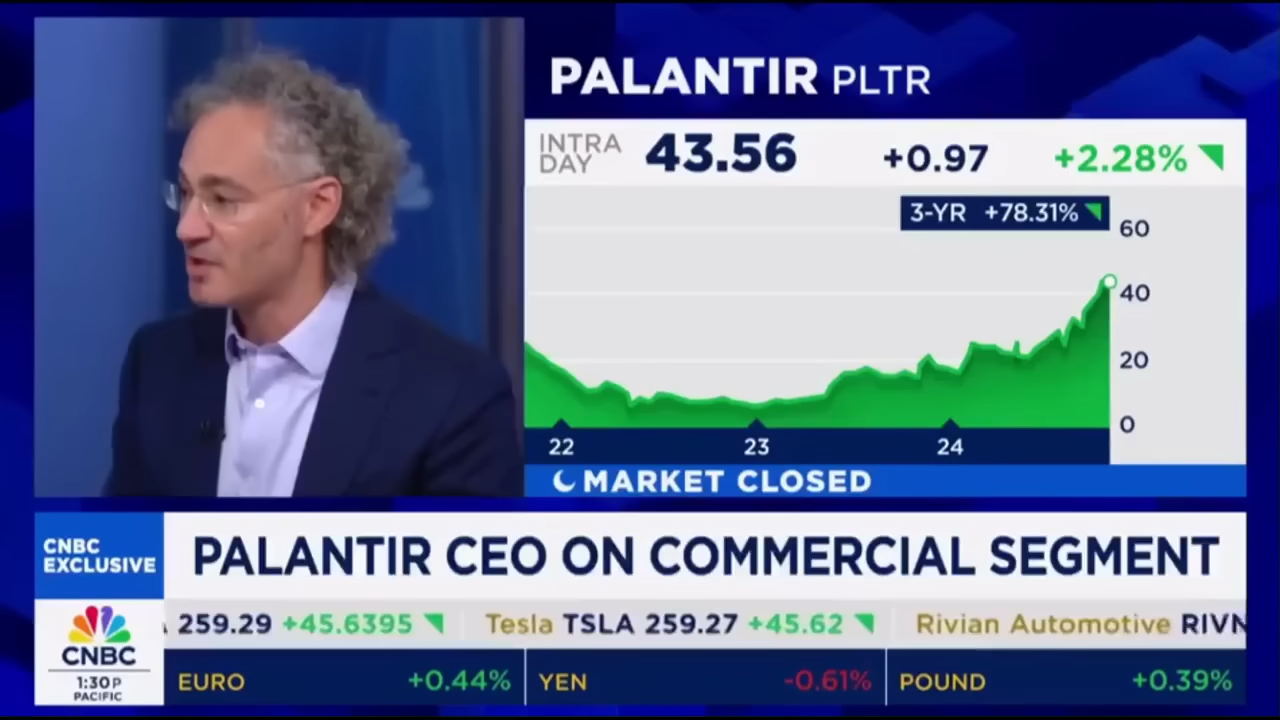 PALANTIR PLTR
INTRA DAY 43.56 +0.97 +2.28%
3-YR +78.31%
60
40
20
0
22 23 24
MARKET CLOSED
CNBC EXCLUSIVE
PALANTIR CEO ON COMMERCIAL SEGMENT
259.29 +45.6395 Tesla TSLA 259.27 +45.62 Rivian Automotive RIVN
CNBC
1:30P
PACIFIC
EURO +0.44% YEN -0.61% POUND +0.39%